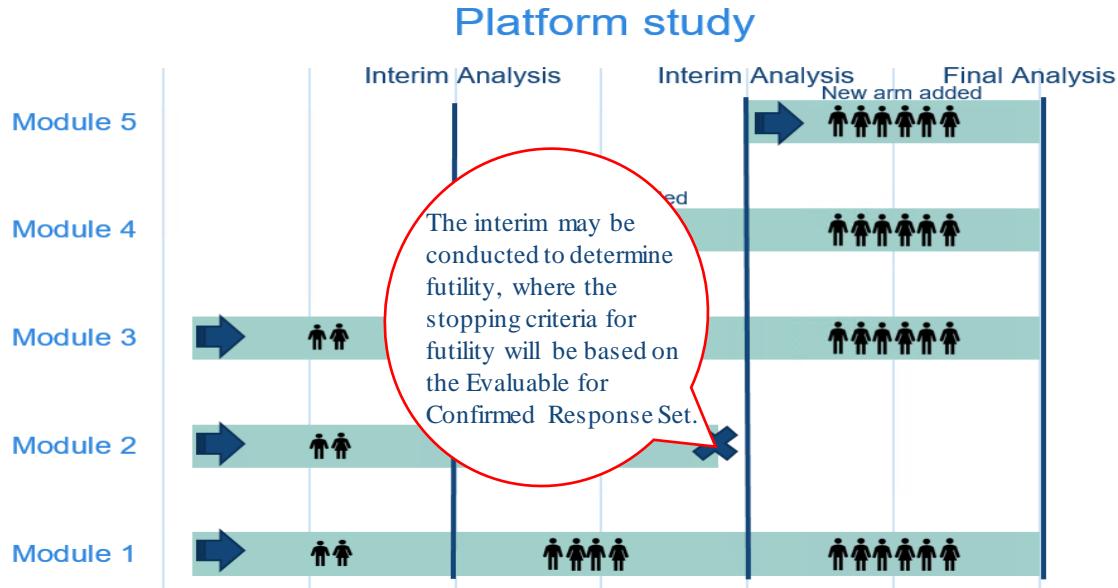 Platform study
Interim Analysis
Interim Analysis
Final Analysis
New arm added
Module 5
Module 4
Module 3
Module 2
Module 1
The interim may be
conducted to determine
futility, where the
stopping criteria for
futility will be based on
the Evaluable for
Confirmed Response Set.